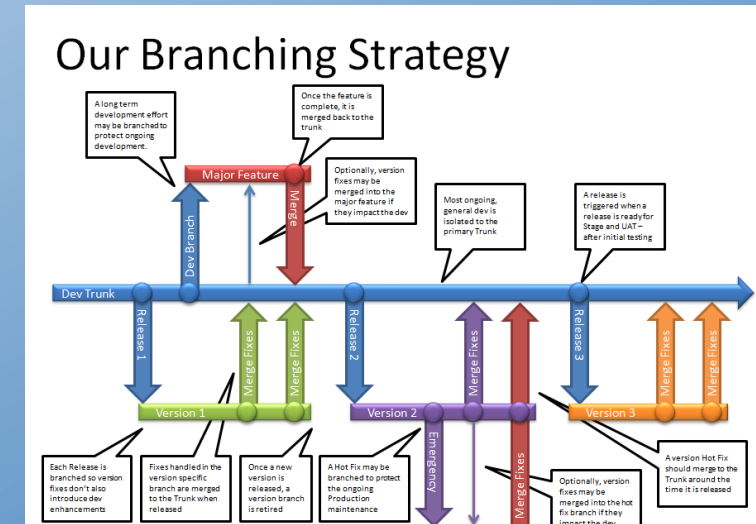 Our Branching Strategy
A long term
development effort
may be branched to
protect ongoing
development.
Once the feature is
complete, it is
merged back to the
trunk
Major Feature
Optionally, version
fixes may be
merged into the
major feature if
they impact the dev
Most ongoing,
general dev is
isolated to the
primary Trunk
A release is
triggered when a
release is ready for
Stage and UAT –
after initial testing
Dev Branch
Merge
Dev Trunk
Release 1
Merge Fixes
Merge Fixes
Release 2
Merge Fixes
Release 3
Merge Fixes
Merge Fixes
Version 1
Version 2
Version 3
Each Release is
branched so version
fixes don't also
introduce dev
enhancements
Fixes handled in the
version specific
branch are merged
to the Trunk when
released
Once a new
version is
released, a
version branch
is retired
A Hot Fix may be
branched to protect
the ongoing
Production
maintenance
Emergency
Merge Fixes
Optionally, version
fixes may be
merged into the hot
fix branch if they
impact the dev
A version Hot Fix
should merge to the
Trunk around the
time it is released